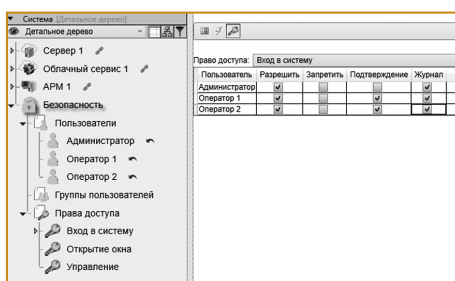 Система [Детальное дерево]
Детальное дерево
Сервер 1
Облачный сервис 1
АРМ 1
Безопасность
Пользователи
Администратор
Оператор 1
Оператор 2
Группы пользователей
Права доступа
Вход в систему
Открытие окна
Управление
Право доступа: Вход в систему
Пользователь Разрешить Запретить Подтверждение Журнал
Администратор
Оператор 1
Оператор 2